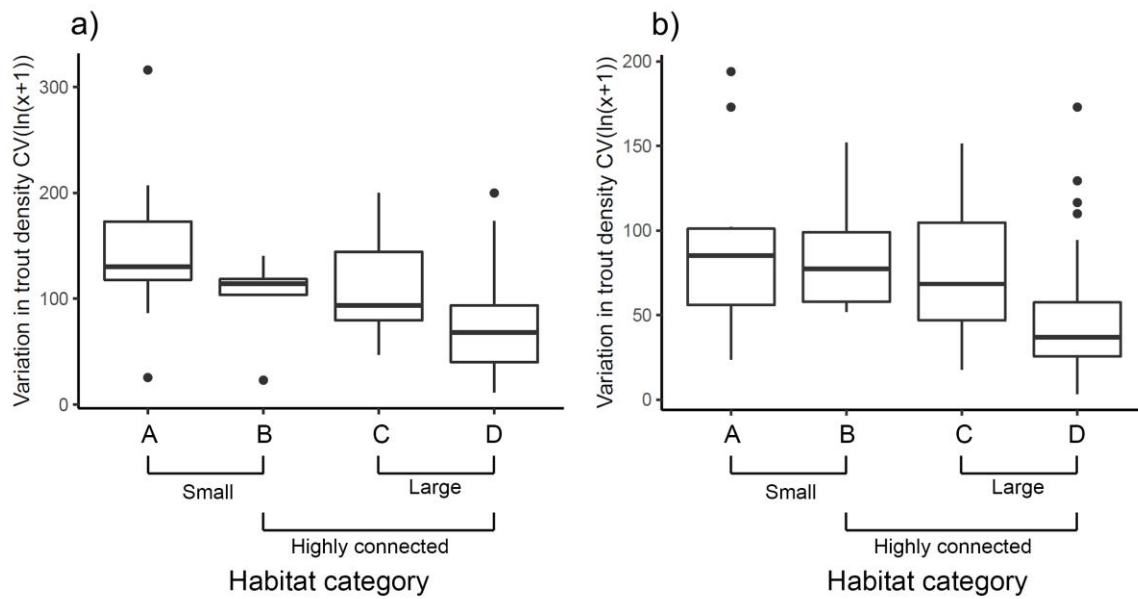 a)
Variation in trout density CV(ln(x+1))
300
200
100
0
A B C D
Small Large
Highly connected
Habitat category
b)
Variation in trout density CV(ln(x+1))
200
150
100
50
0
A B C D
Small Large
Highly connected
Habitat category